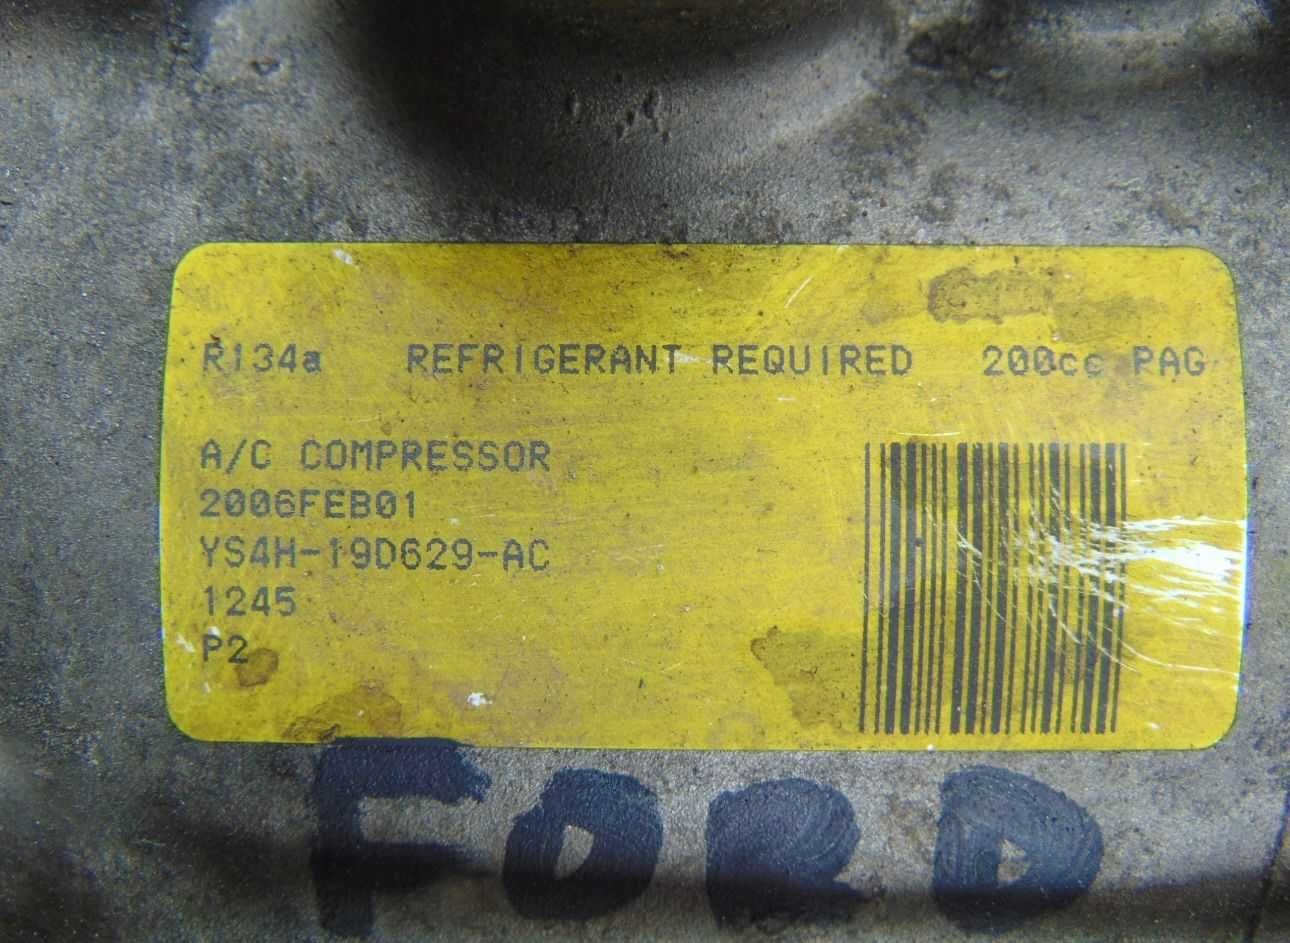 R134a REFRIGERANT REQUIRED 200cc PAG
A/C COMPRESSOR
2006FEB01
YS4H-19D629-AC
1245
P2
FORD